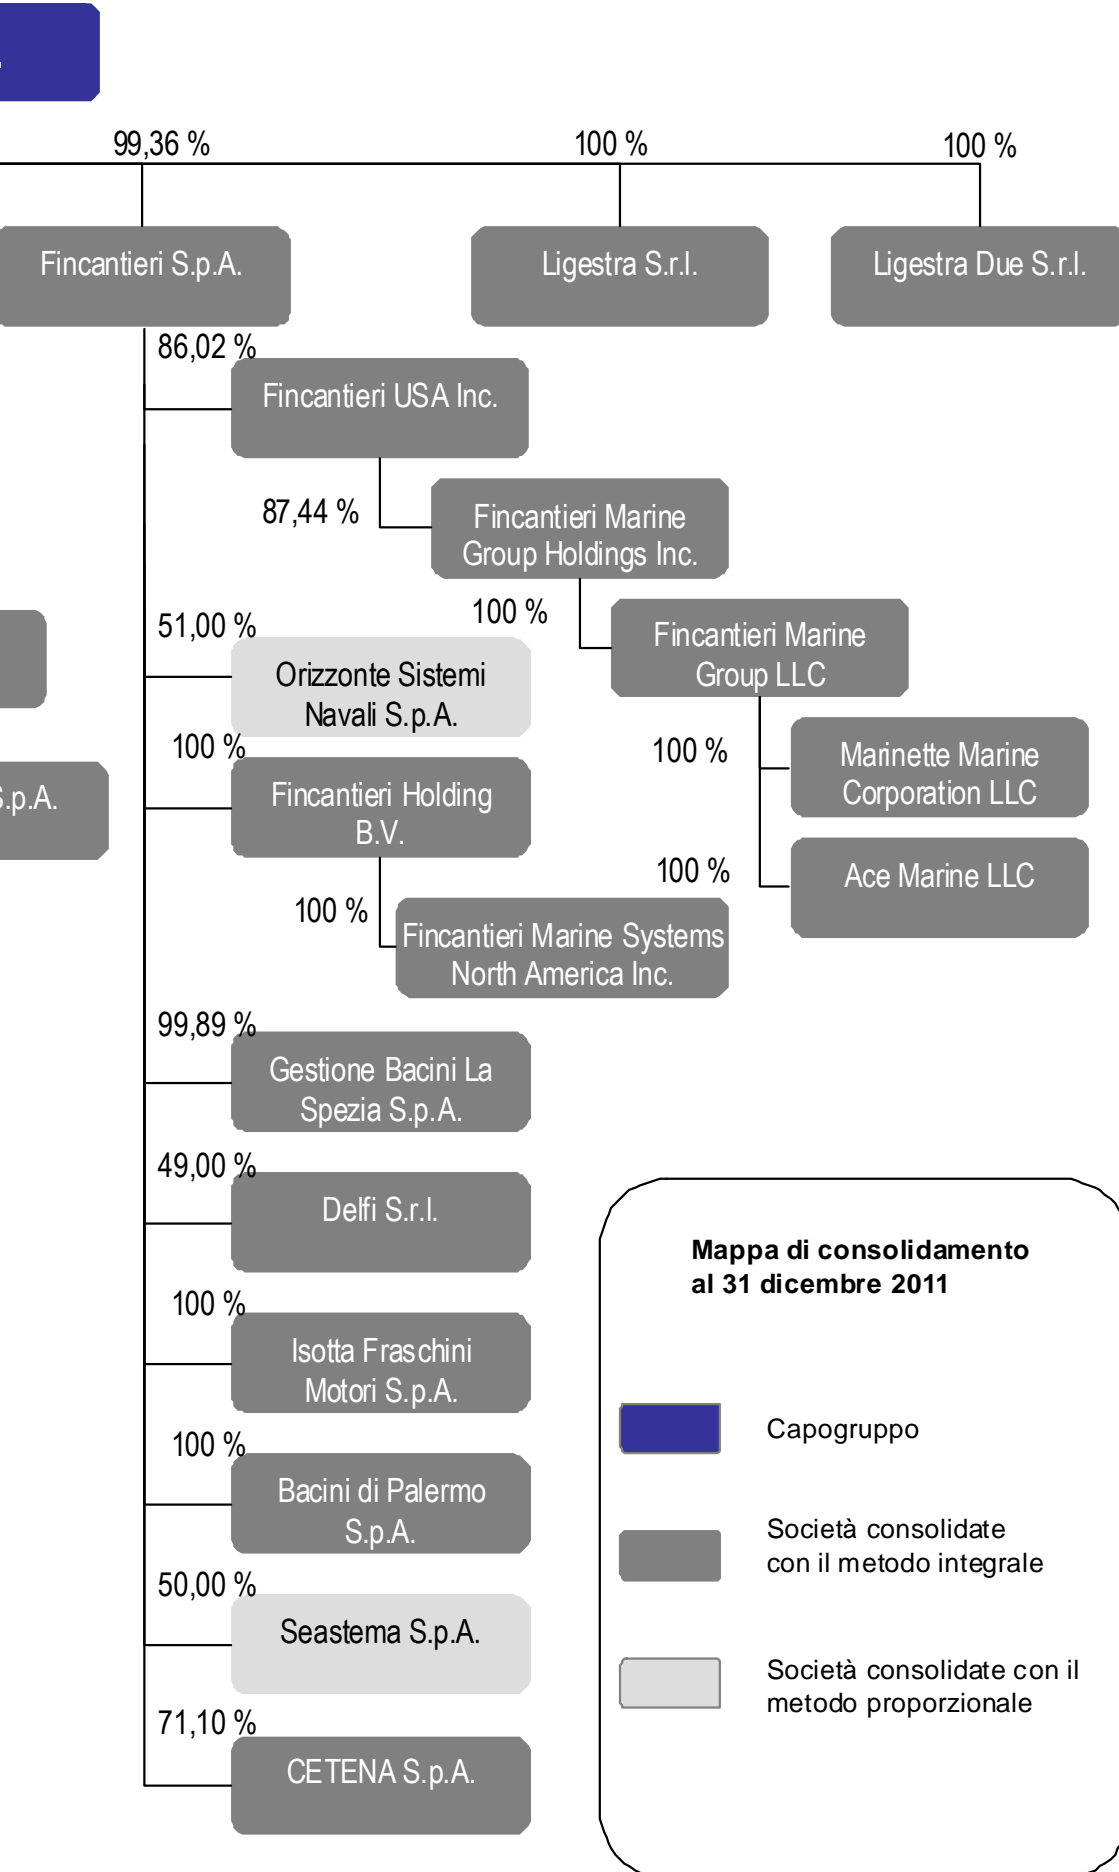 99,36 %
100 %
100 %
Fincantieri S.p.A.
Ligestra S.r.l.
Ligestra Due S.r.l.
86,02 %
Fincantieri USA Inc.
87,44 %
Fincantieri Marine
Group Holdings Inc.
100 %
Fincantieri Marine
Group LLC
100 %
Marinette Marine
Corporation LLC
100 %
Ace Marine LLC
51,00 %
Orizzonte Sistemi
Navali S.p.A.
100 %
Fincantieri Holding
B.V.
S.p.A.
100 %
Fincantieri Marine Systems
North America Inc.
99,89 %
Gestione Bacini La
Spezia S.p.A.
49,00 %
Delfi S.r.l.
100 %
Isotta Fraschini
Motori S.p.A.
100 %
Bacini di Palermo
S.p.A.
50,00 %
Seastema S.p.A.
71,10 %
CETENA S.p.A.
Mappa di consolidamento
al 31 dicembre 2011
Capogruppo
Società consolidate
con il metodo integrale
Società consolidate con il
metodo proporzionale